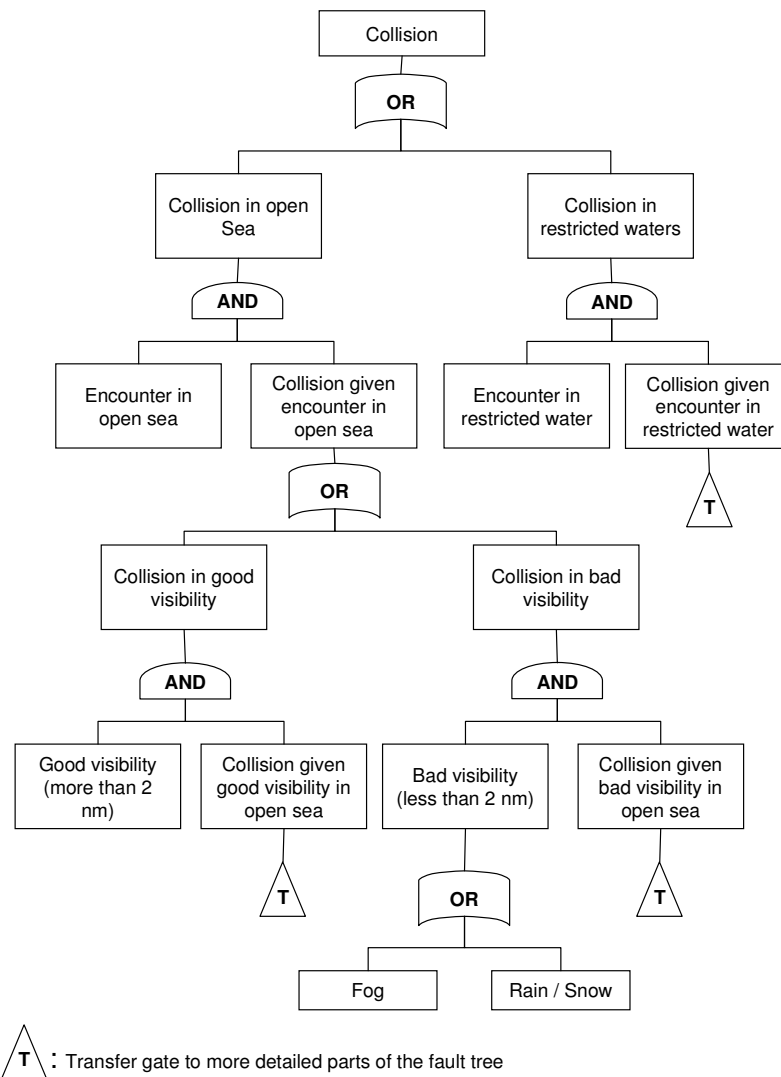 Collision
OR
Collision in open
Sea
Collision in
restricted waters
AND
AND
Encounter in
open sea
Collision given
encounter in
open sea
Encounter in
restricted water
Collision given
encounter in
restricted water
OR
T
Collision in good
visibility
Collision in bad
visibility
AND
AND
Good visibility
(more than 2
nm)
Collision given
good visibility in
open sea
Bad visibility
(less than 2 nm)
Collision given
bad visibility in
open sea
T
OR
T
Fog
Rain / Snow
T : Transfer gate to more detailed parts of the fault tree